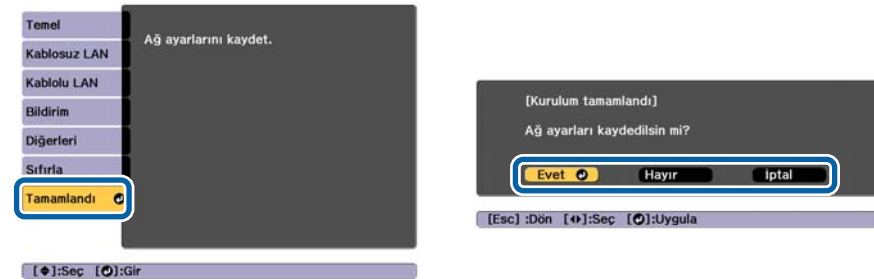 Temel
Kablosuz LAN
Kablolu LAN
Bildirim
Diğerleri
Sıfırla
Tamamlandı
Ağ ayarlarını kaydet.
[ ]:Seç [ ]:Gir
[Kurulum tamamlandı]
Ağ ayarları kaydedilsin mi?
Evet Hayır İptal
[Esc] :Dön [ ]:Seç [ ]:Uygula